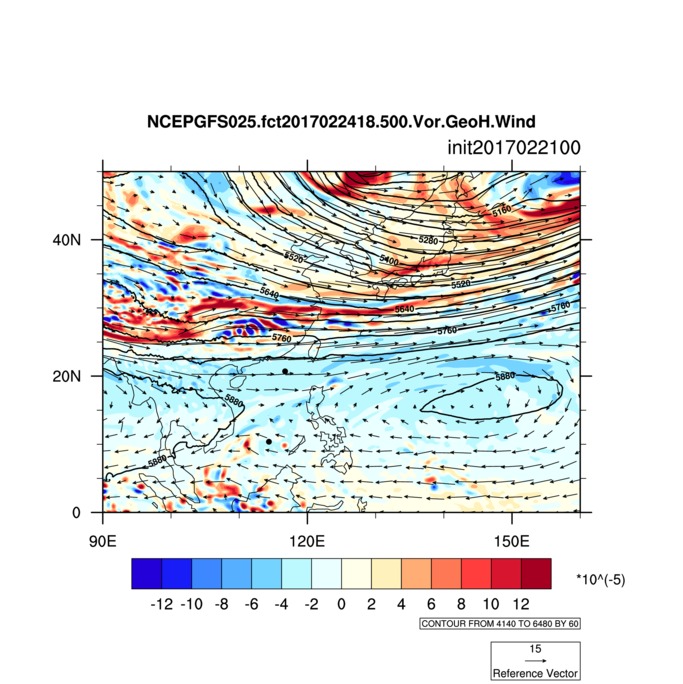 NCEPGFS025.fct2017022418.500.Vor.GeoH.Wind
init2017022100
5160
40N
5280
5520
5400
5520
5640
5640
5760
5760
5760
20N
5880
5880
5880
0
90E 120E 150E
-12 -10 -8 -6 -4 -2 0 2 4 6 8 10 12
*10^(-5)
CONTOUR FROM 4140 TO 6480 BY 60
15
Reference Vector